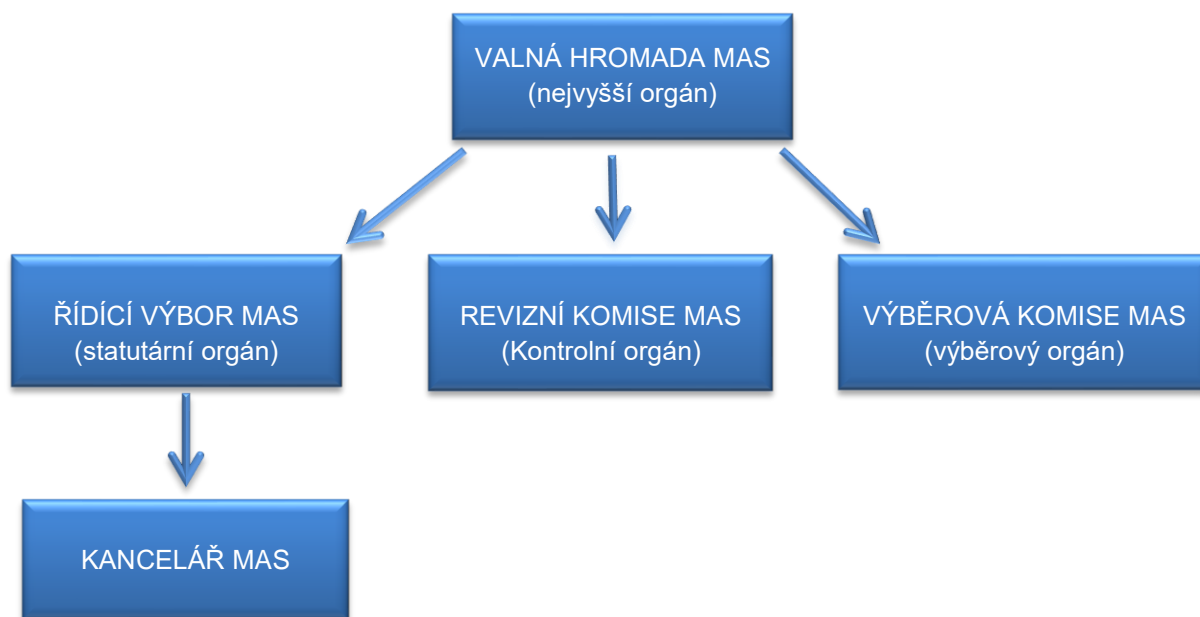 VALNÁ HROMADA MAS
(nejvyšší orgán)
ŘÍDÍCÍ VÝBOR MAS
(statutární orgán)
REVIZNÍ KOMISE MAS
(Kontrolní orgán)
VÝBĚROVÁ KOMISE MAS
(výběrový orgán)
KANCELÁŘ MAS